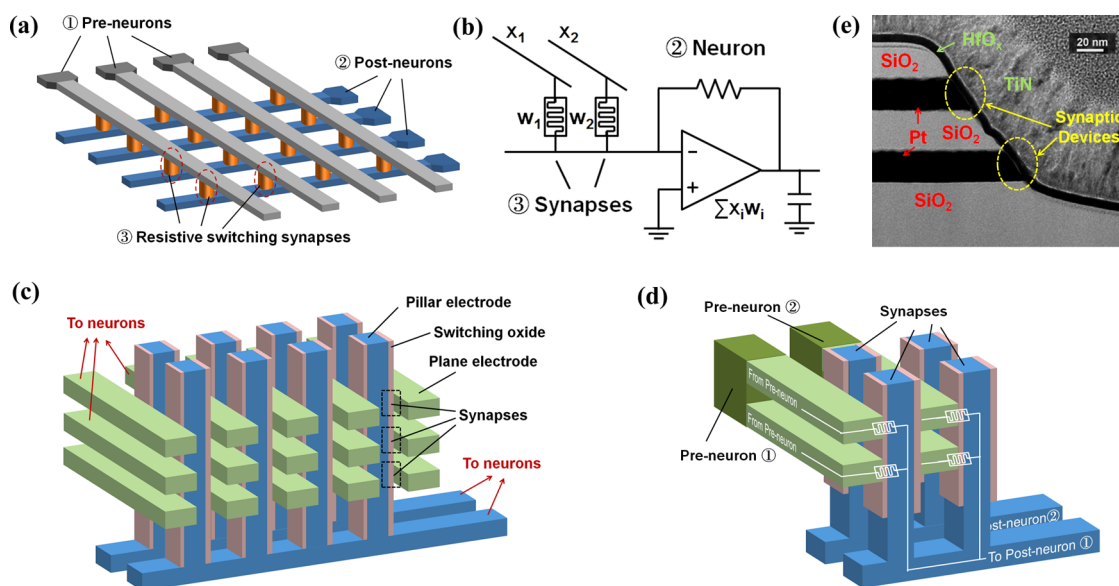 (a)
① Pre-neurons
② Post-neurons
③ Resistive switching synapses
(b)
X1
X2
② Neuron
W1
W2
−
+
∑XiWi
③ Synapses
(e)
HfOx
20 nm
SiO2
TiN
SiO2
Synaptic
Devices
Pt
SiO2
(c)
To neurons
Pillar electrode
Switching oxide
Plane electrode
Synapses
To neurons
(d)
Pre-neuron ②
Synapses
From Pre-neuron
From Pre-neuron
Pre-neuron ①
ost-neuron②
To Post-neuron ①